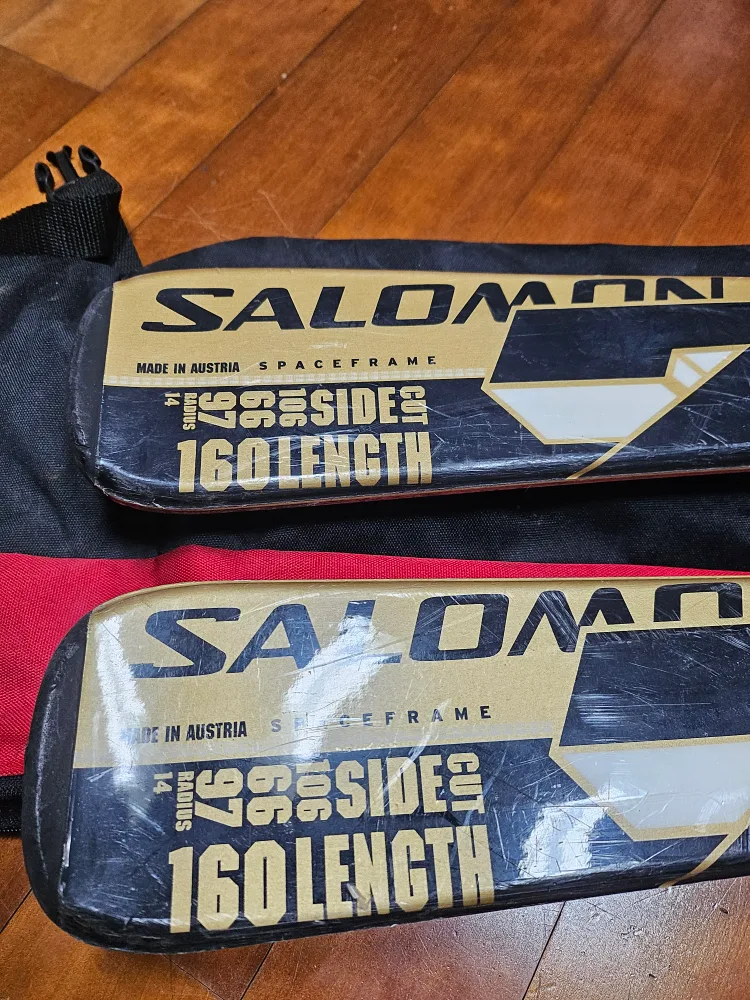 SALOMON
MADE IN AUSTRIA SPACEFRAME
RADIUS 14
97
66
106
SIDE CUT
160 LENGTH
SALOMON
MADE IN AUSTRIA SPACEFRAME
RADIUS 14
97
66
106
SIDE CUT
160 LENGTH